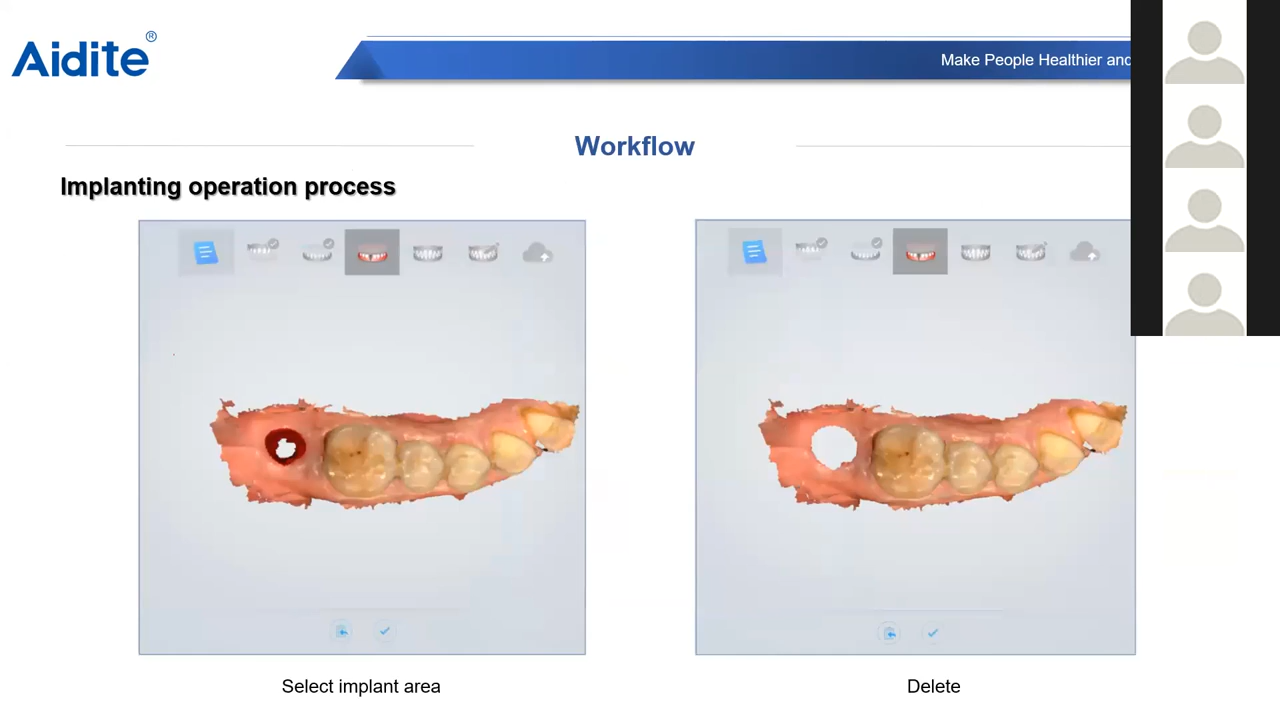 Aidite®
Make People Healthier and
Workflow
Implanting operation process
Select implant area
Delete